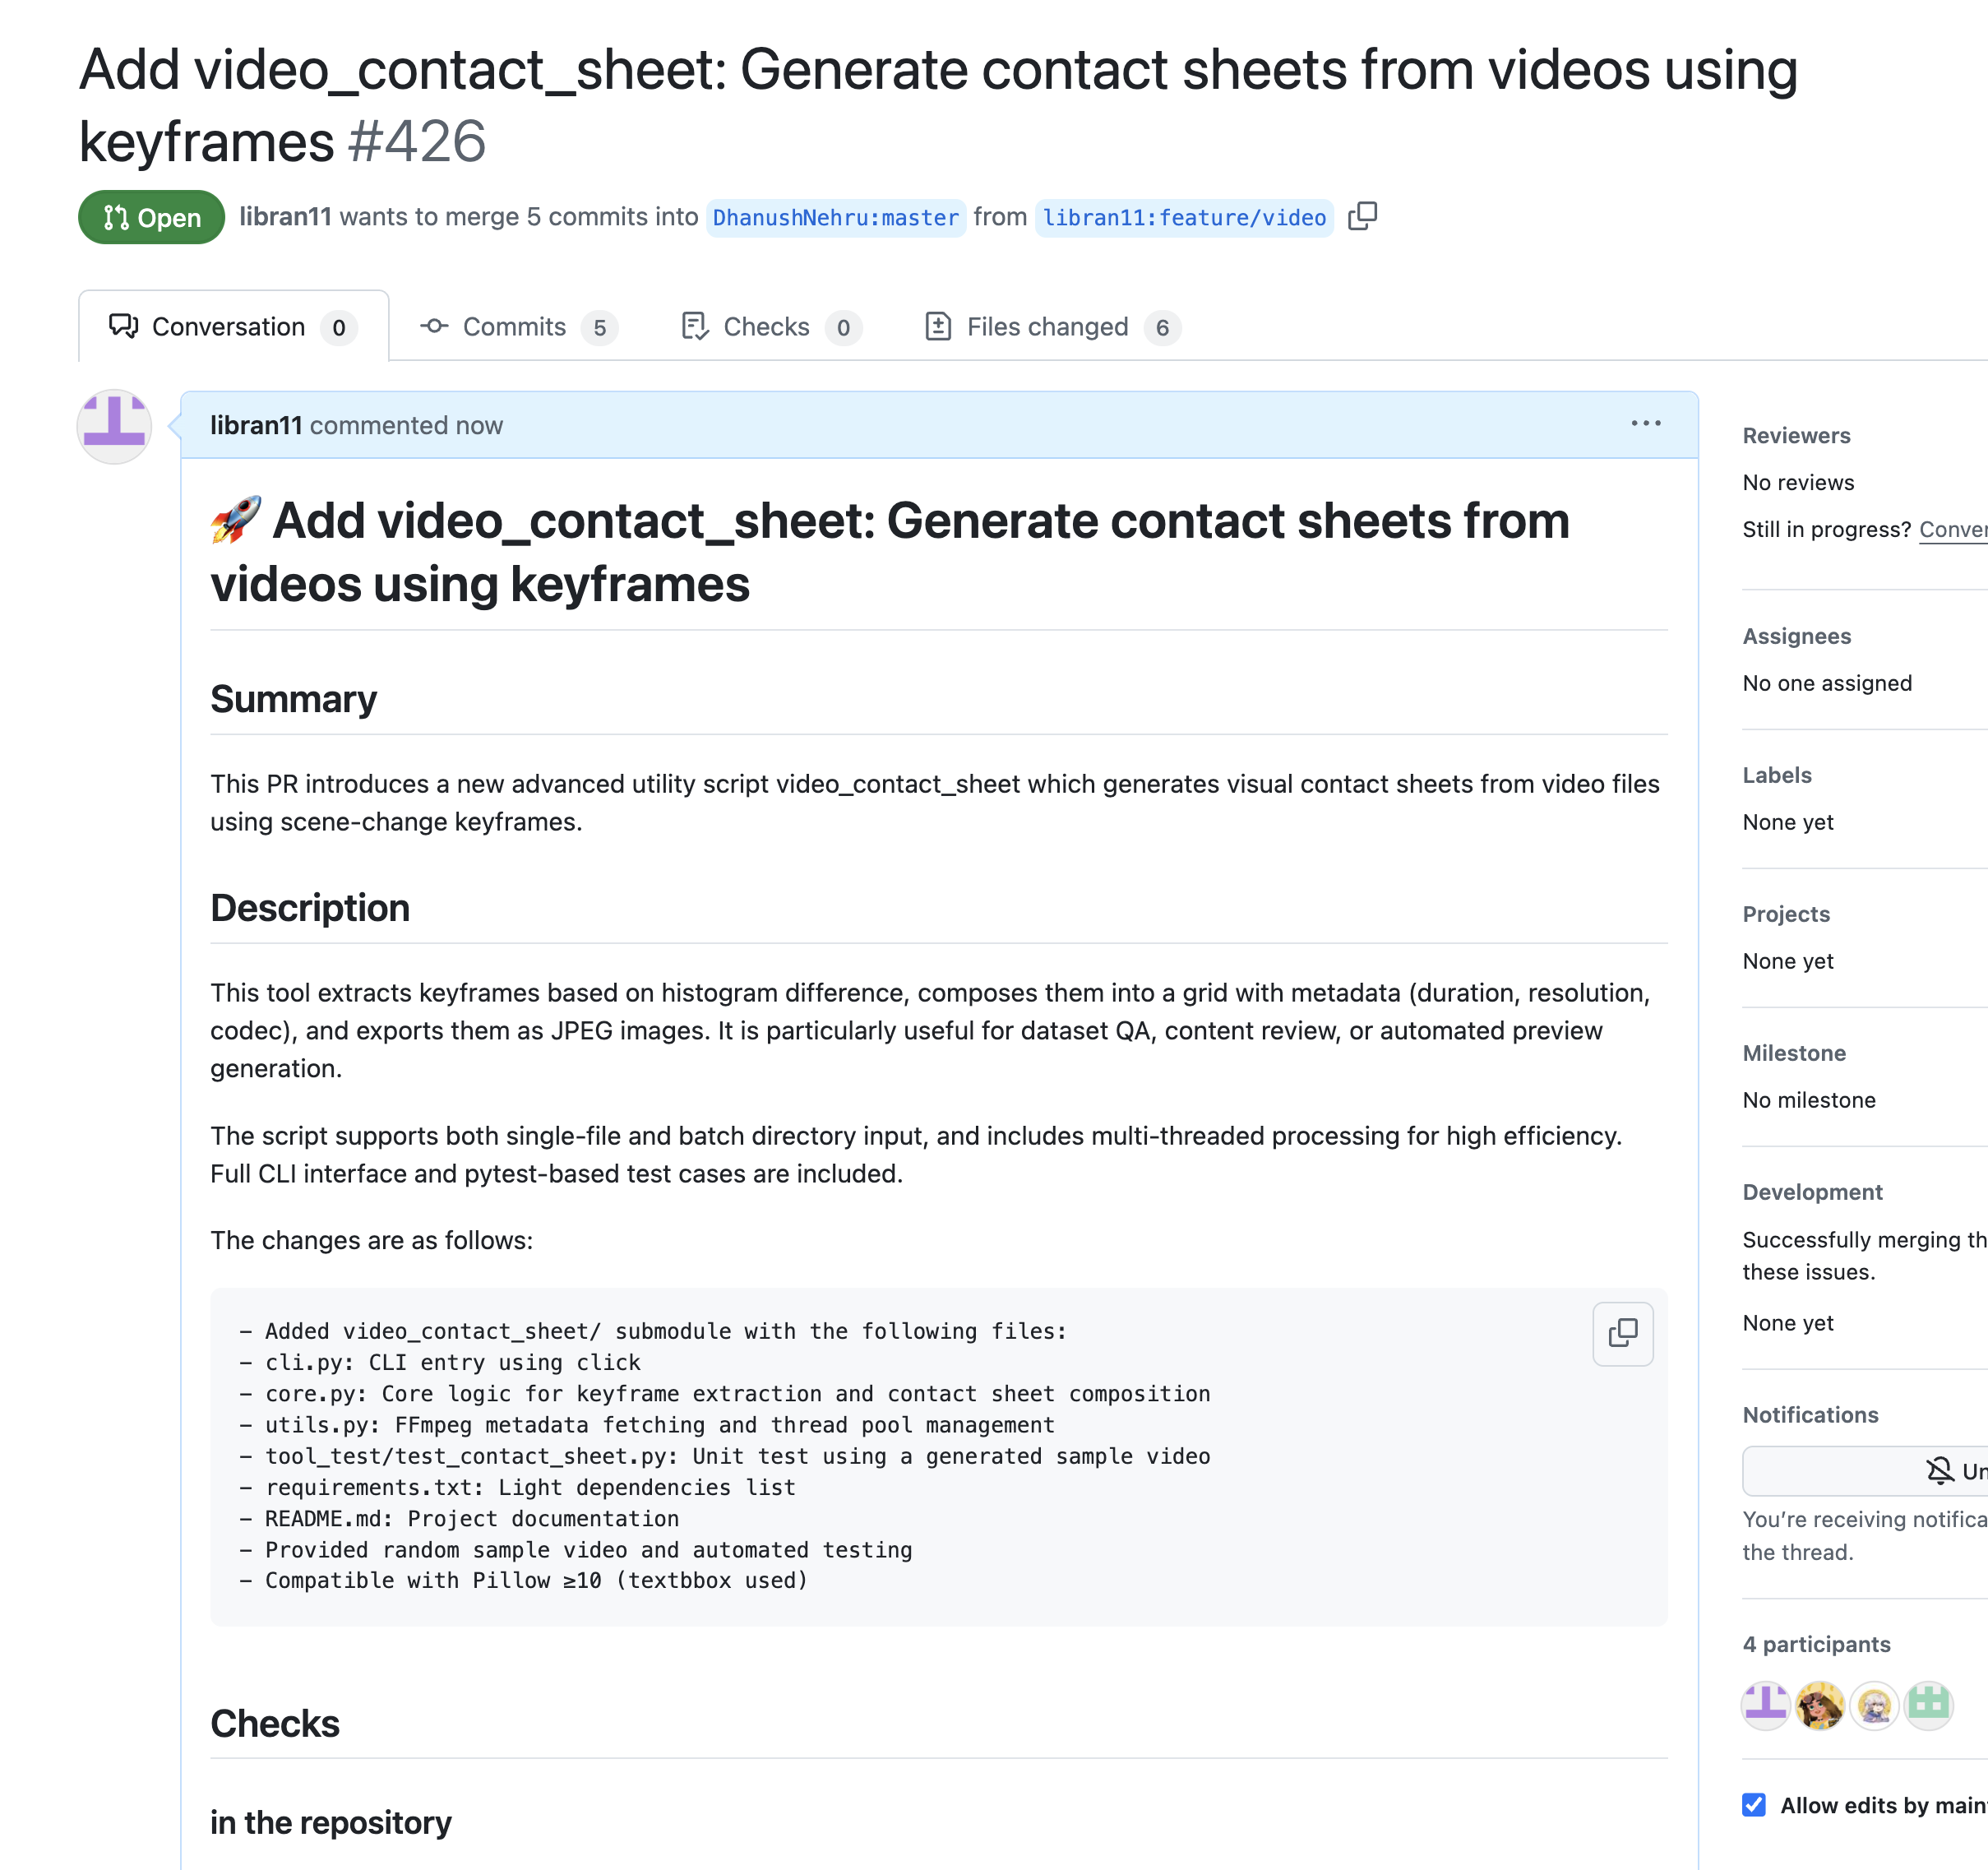 Add video_contact_sheet: Generate contact sheets from videos using
keyframes #426
Open
libran11 wants to merge 5 commits into DhanushNehru:master from libran11:feature/video
Conversation 0
Commits 5
Checks 0
Files changed 6
libran11 commented now
🚀 Add video_contact_sheet: Generate contact sheets from
videos using keyframes
Summary
This PR introduces a new advanced utility script video_contact_sheet which generates visual contact sheets from video files
using scene-change keyframes.
Description
This tool extracts keyframes based on histogram difference, composes them into a grid with metadata (duration, resolution,
codec), and exports them as JPEG images. It is particularly useful for dataset QA, content review, or automated preview
generation.
The script supports both single-file and batch directory input, and includes multi-threaded processing for high efficiency.
Full CLI interface and pytest-based test cases are included.
The changes are as follows:
– Added video_contact_sheet/ submodule with the following files:
– cli.py: CLI entry using click
– core.py: Core logic for keyframe extraction and contact sheet composition
– utils.py: FFmpeg metadata fetching and thread pool management
– tool_test/test_contact_sheet.py: Unit test using a generated sample video
– requirements.txt: Light dependencies list
– README.md: Project documentation
– Provided random sample video and automated testing
– Compatible with Pillow ≥10 (textbbox used)
Checks
in the repository
Reviewers
No reviews
Still in progress? Conver
Assignees
No one assigned
Labels
None yet
Projects
None yet
Milestone
No milestone
Development
Successfully merging th
these issues.
None yet
Notifications
Un
You're receiving notifica
the thread.
4 participants
Allow edits by main